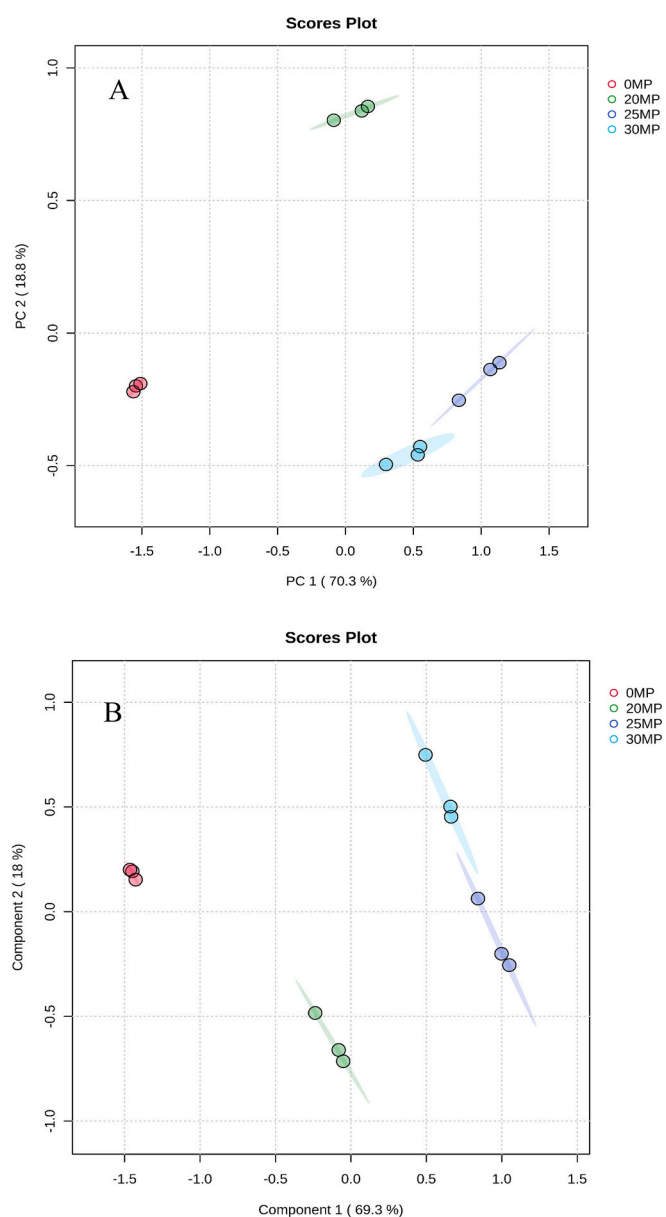 Scores Plot
A
0MP
20MP
25MP
30MP
PC 2 ( 18.8 %)
1.0
0.5
0.0
-0.5
-1.5
-1.0
-0.5
0.0
0.5
1.0
1.5
PC 1 ( 70.3 %)
Scores Plot
B
0MP
20MP
25MP
30MP
Component 2 ( 18 %)
1.0
0.5
0.0
-0.5
-1.0
-1.5
-1.0
-0.5
0.0
0.5
1.0
1.5
Component 1 ( 69.3 %)